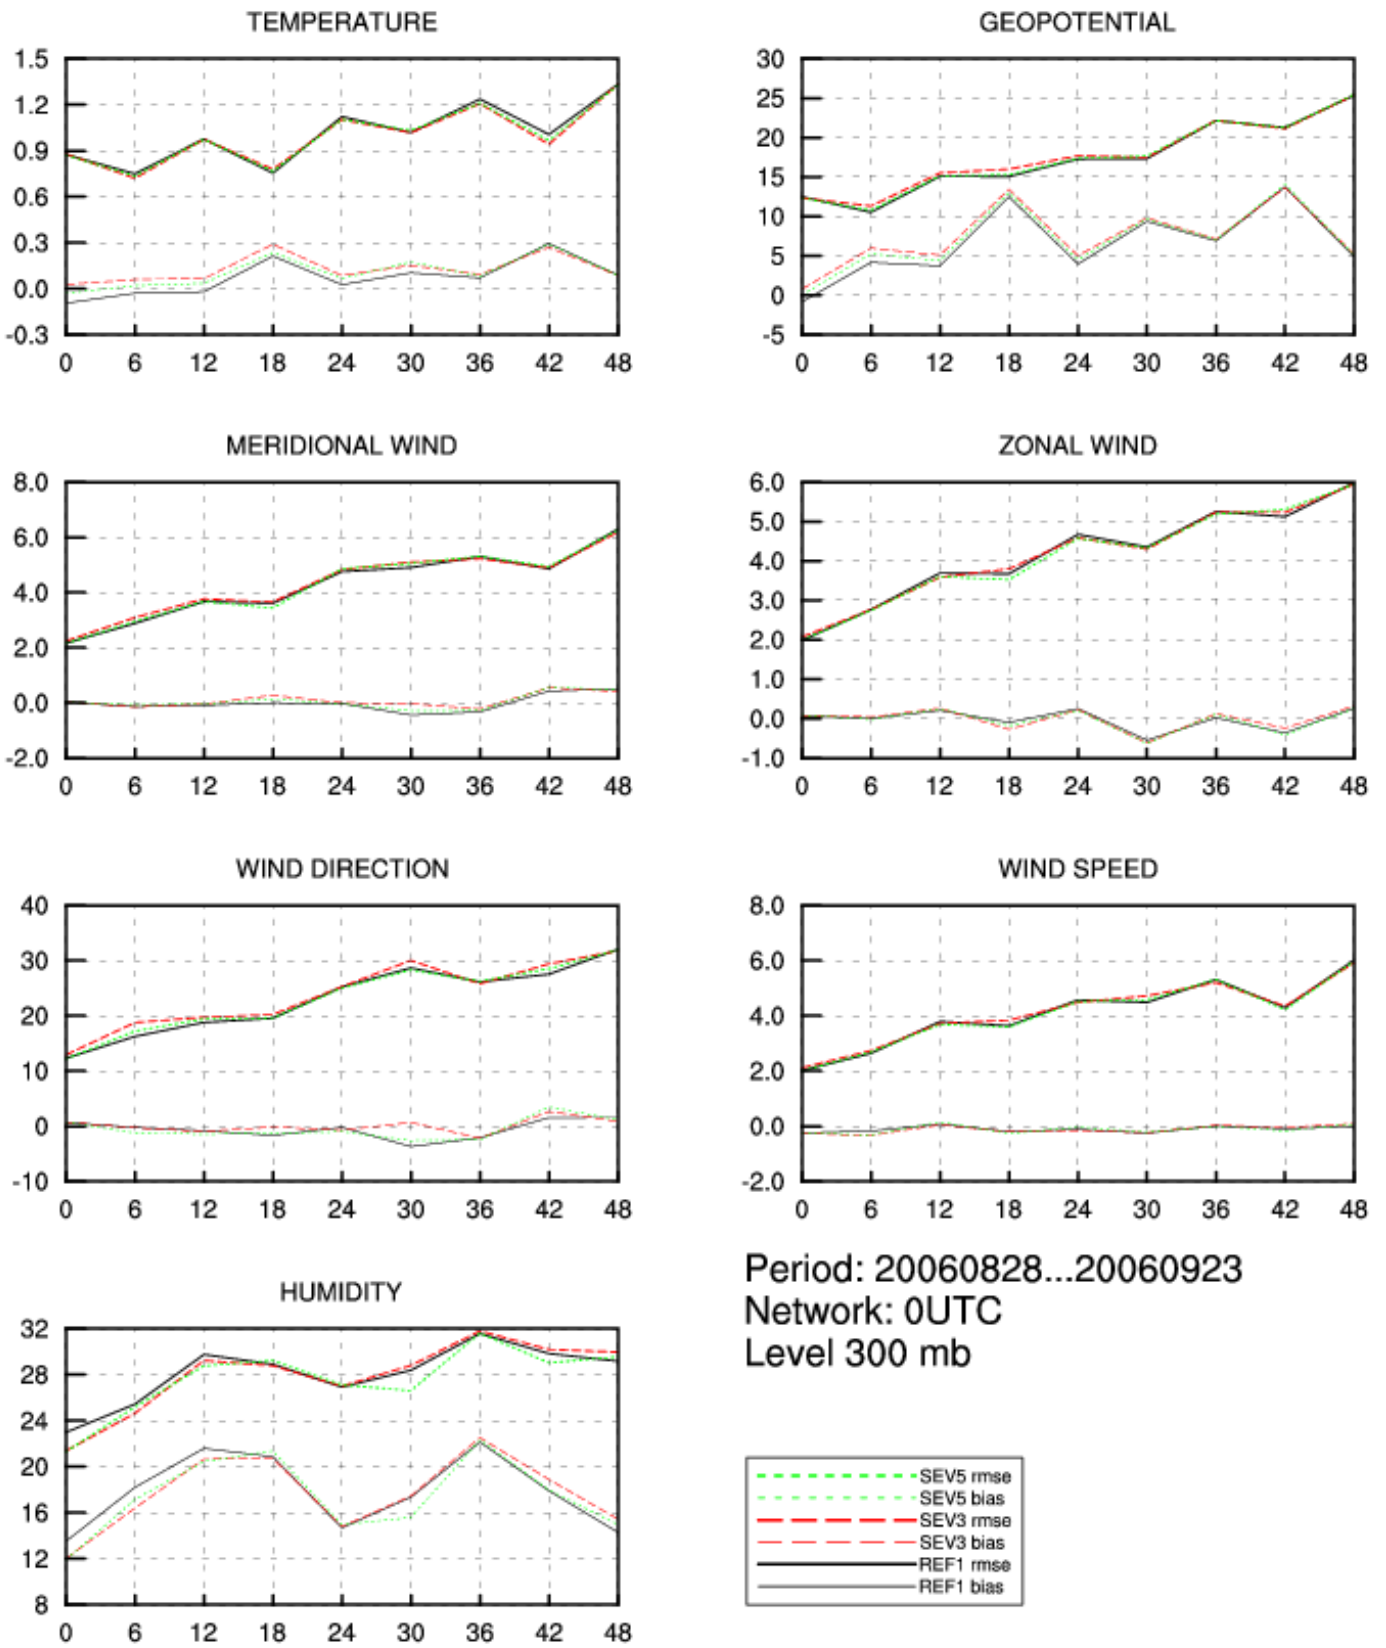 TEMPERATURE
1.5
1.2
0.9
0.6
0.3
0.0
-0.3
0 6 12 18 24 30 36 42 48
GEOPOTENTIAL
30
25
20
15
10
5
0
-5
0 6 12 18 24 30 36 42 48
MERIDIONAL WIND
8.0
6.0
4.0
2.0
0.0
-2.0
0 6 12 18 24 30 36 42 48
ZONAL WIND
6.0
5.0
4.0
3.0
2.0
1.0
0.0
-1.0
0 6 12 18 24 30 36 42 48
WIND DIRECTION
40
30
20
10
0
-10
0 6 12 18 24 30 36 42 48
WIND SPEED
8.0
6.0
4.0
2.0
0.0
-2.0
0 6 12 18 24 30 36 42 48
HUMIDITY
32
28
24
20
16
12
8
0 6 12 18 24 30 36 42 48
Period: 20060828...20060923
Network: 0UTC
Level 300 mb
SEV5 rmse
SEV5 bias
SEV3 rmse
SEV3 bias
REF1 rmse
REF1 bias